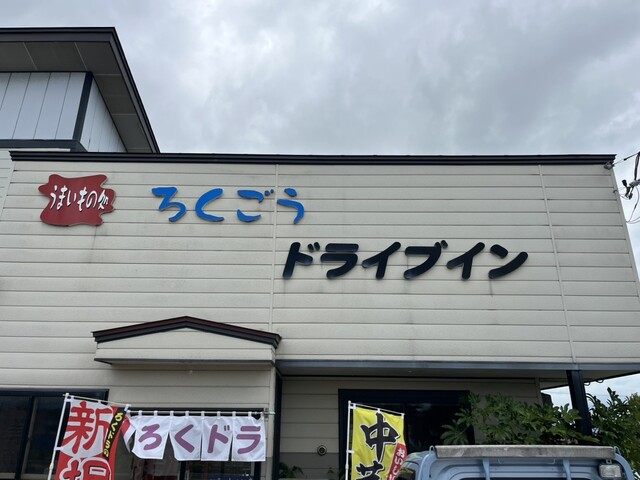 うまいもの処
ろくごう
ドライブイン
ろくドラ
新
中華